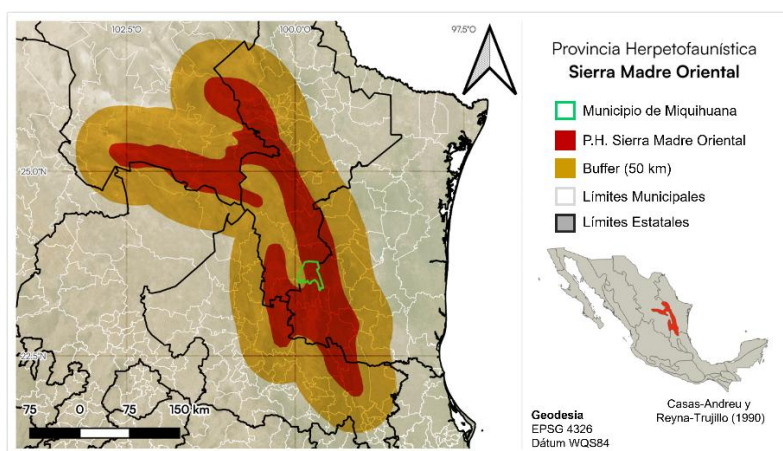 102.5°O 100.0°O 97.5°O
25.0°N
22.5°N
75 0 75 150 km
Provincia Herpetofaunística
Sierra Madre Oriental
Municipio de Miquihuana
P.H. Sierra Madre Oriental
Buffer (50 km)
Límites Municipales
Límites Estatales
Casas-Andreu y
Reyna-Trujillo (1990)
Geodesia
EPSG 4326
Dátum WQS84